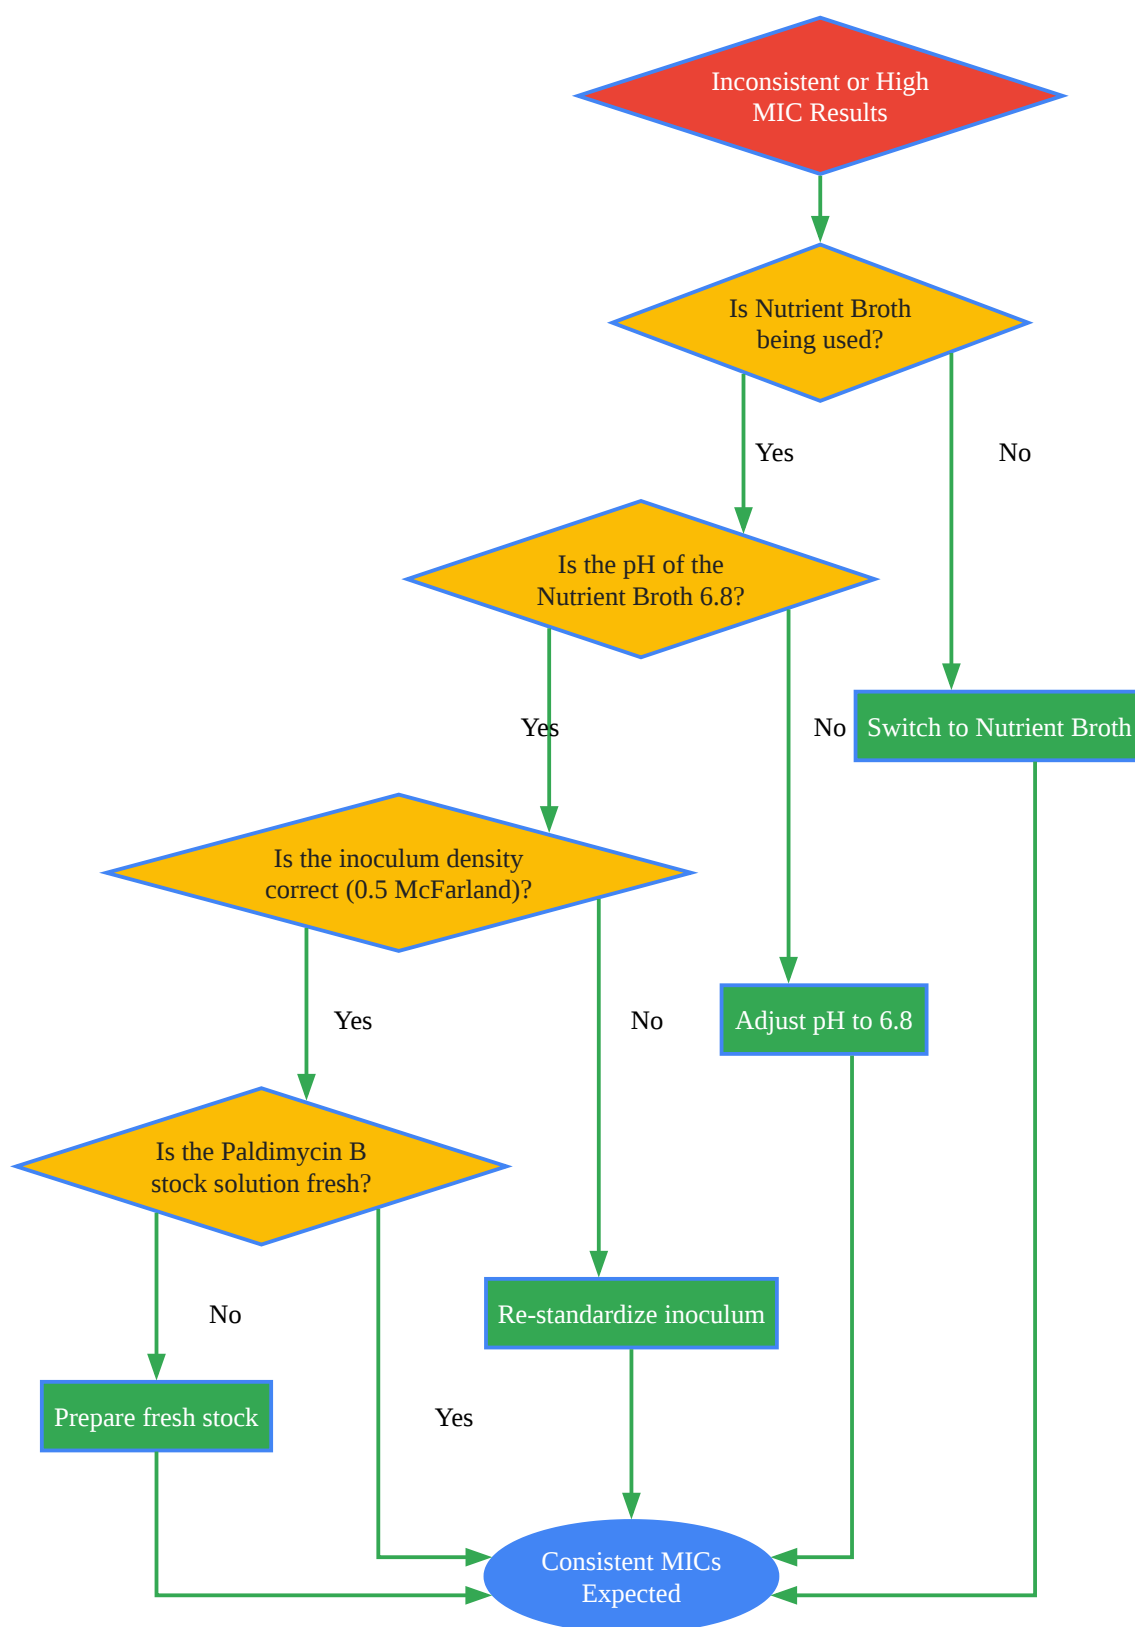 Inconsistent or High
MIC Results
Is Nutrient Broth
being used?
Yes
No
Is the pH of the
Nutrient Broth 6.8?
Yes
No
Switch to Nutrient Broth
Is the inoculum density
correct (0.5 McFarland)?
Yes
No
Adjust pH to 6.8
Is the Paldimycin B
stock solution fresh?
No
Re-standardize inoculum
Prepare fresh stock
Yes
Consistent MICs
Expected